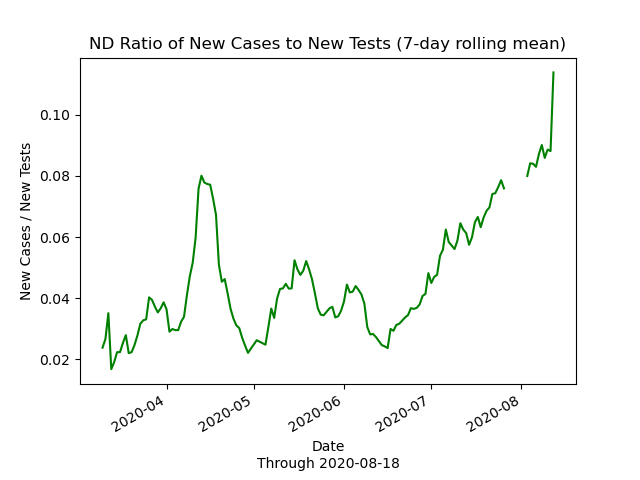 ND Ratio of New Cases to New Tests (7-day rolling mean)
New Cases / New Tests
0.10
0.08
0.06
0.04
0.02
2020-04
2020-05
2020-06
2020-07
2020-08
Date
Through 2020-08-18